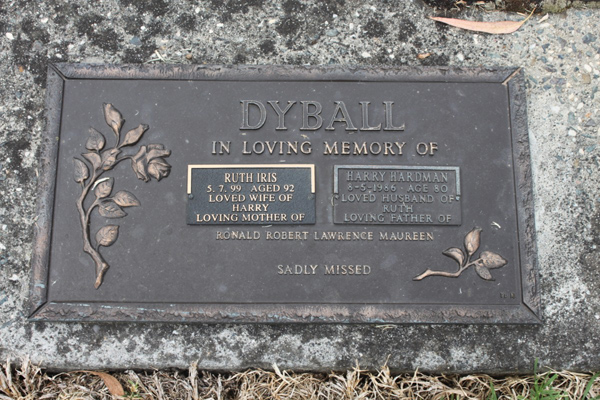 DYBALL
IN LOVING MEMORY OF
RUTH IRIS
5.7.99 AGED 92
LOVED WIFE OF
HARRY
LOVING MOTHER OF
HARRY HARDMAN
8-5-1986 · AGE 80
LOVED HUSBAND OF
RUTH
LOVING FATHER OF
RONALD ROBERT LAWRENCE MAUREEN
SADLY MISSED